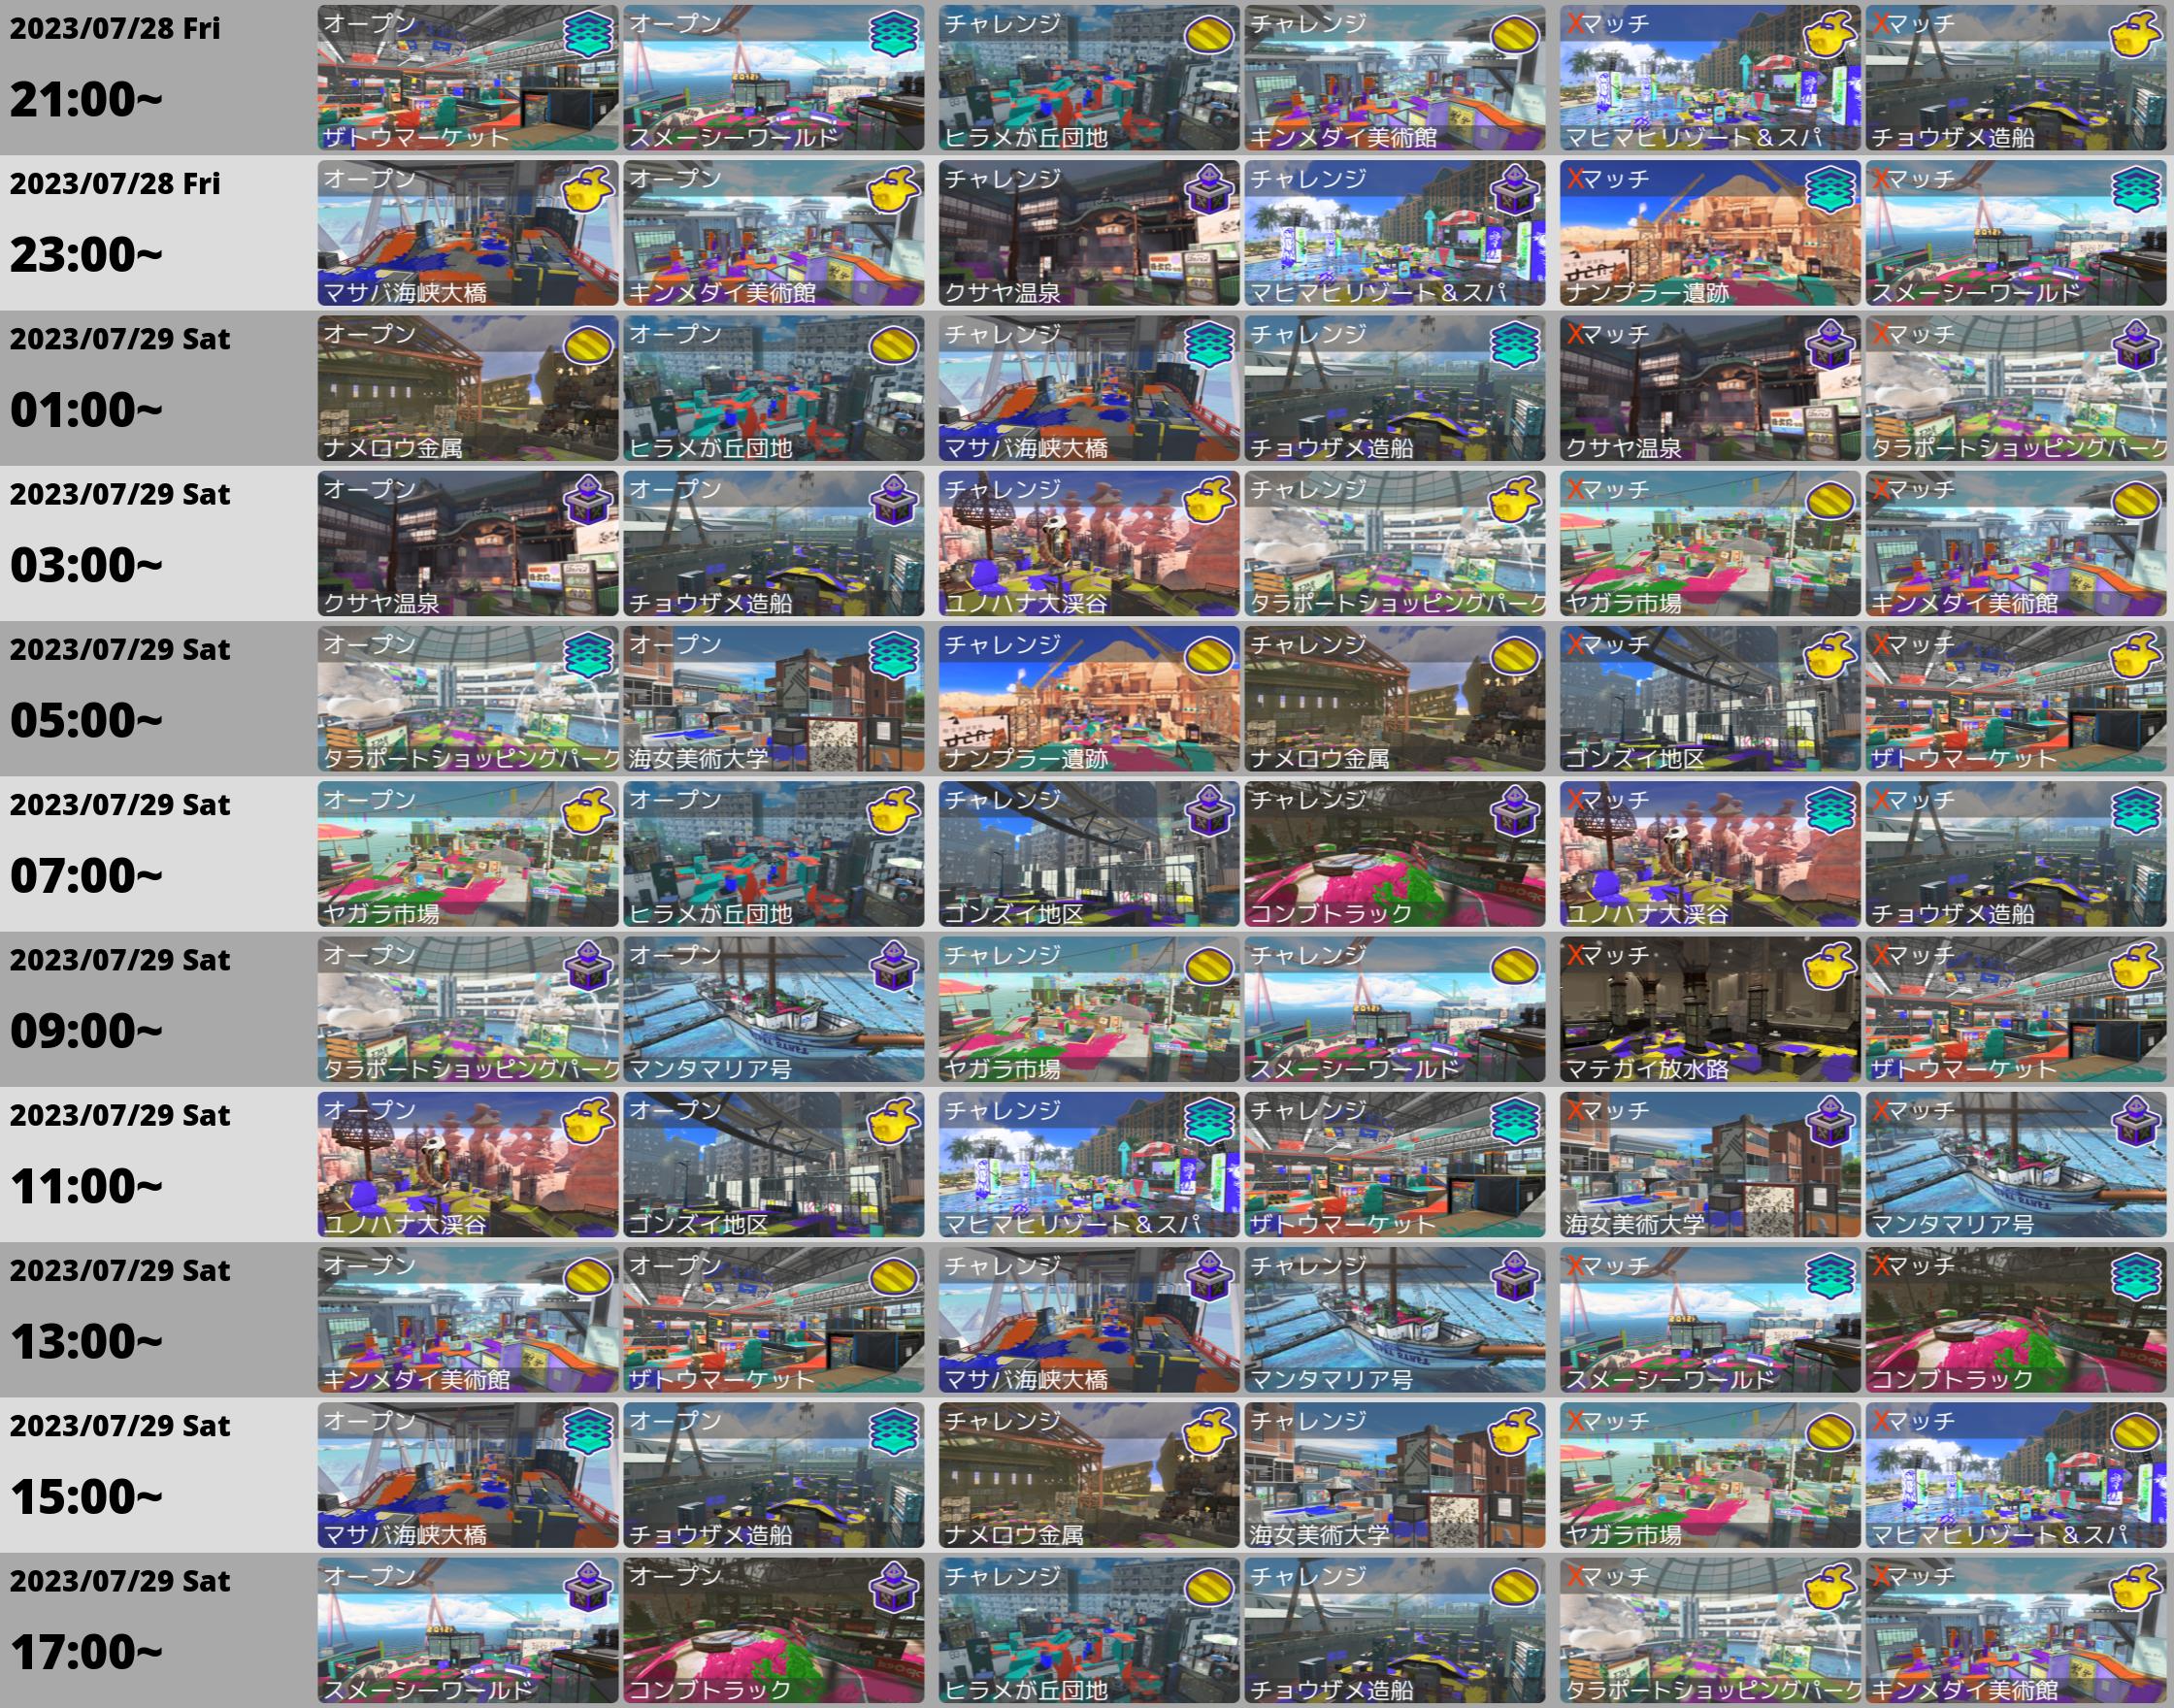 2023/07/28 Fri
21:00~
オープン オープン チャレンジ チャレンジ Xマッチ Xマッチ
ザトウマーケット スメーシーワールド ヒラメが丘団地 キンメダイ美術館 マヒマヒリゾート＆スパ チョウザメ造船
2023/07/28 Fri
23:00~
オープン オープン チャレンジ チャレンジ Xマッチ Xマッチ
マサバ海峡大橋 キンメダイ美術館 クサヤ温泉 マヒマヒリゾート＆スパ ナンプラー遺跡 スメーシーワールド
2023/07/29 Sat
01:00~
オープン オープン チャレンジ チャレンジ Xマッチ Xマッチ
ナメロウ金属 ヒラメが丘団地 マサバ海峡大橋 チョウザメ造船 クサヤ温泉 タラポートショッピングパーク
2023/07/29 Sat
03:00~
オープン オープン チャレンジ チャレンジ Xマッチ Xマッチ
クサヤ温泉 チョウザメ造船 ユノハナ大渓谷 タラポートショッピングパーク ヤガラ市場 キンメダイ美術館
2023/07/29 Sat
05:00~
オープン オープン チャレンジ チャレンジ Xマッチ Xマッチ
タラポートショッピングパーク 海女美術大学 ナンプラー遺跡 ナメロウ金属 ゴンズイ地区 ザトウマーケット
2023/07/29 Sat
07:00~
オープン オープン チャレンジ チャレンジ Xマッチ Xマッチ
ヤガラ市場 ヒラメが丘団地 ゴンズイ地区 コンブトラック ユノハナ大渓谷 チョウザメ造船
2023/07/29 Sat
09:00~
オープン オープン チャレンジ チャレンジ Xマッチ Xマッチ
タラポートショッピングパーク マンタマリア号 ヤガラ市場 スメーシーワールド マテガイ放水路 ザトウマーケット
2023/07/29 Sat
11:00~
オープン オープン チャレンジ チャレンジ Xマッチ Xマッチ
ユノハナ大渓谷 ゴンズイ地区 マヒマヒリゾート＆スパ ザトウマーケット 海女美術大学 マンタマリア号
2023/07/29 Sat
13:00~
オープン オープン チャレンジ チャレンジ Xマッチ Xマッチ
キンメダイ美術館 ザトウマーケット マサバ海峡大橋 マンタマリア号 スメーシーワールド コンブトラック
2023/07/29 Sat
15:00~
オープン オープン チャレンジ チャレンジ Xマッチ Xマッチ
マサバ海峡大橋 チョウザメ造船 ナメロウ金属 海女美術大学 ヤガラ市場 マヒマヒリゾート＆スパ
2023/07/29 Sat
17:00~
オープン オープン チャレンジ チャレンジ Xマッチ Xマッチ
スメーシーワールド コンブトラック ヒラメが丘団地 チョウザメ造船 タラポートショッピングパーク キンメダイ美術館